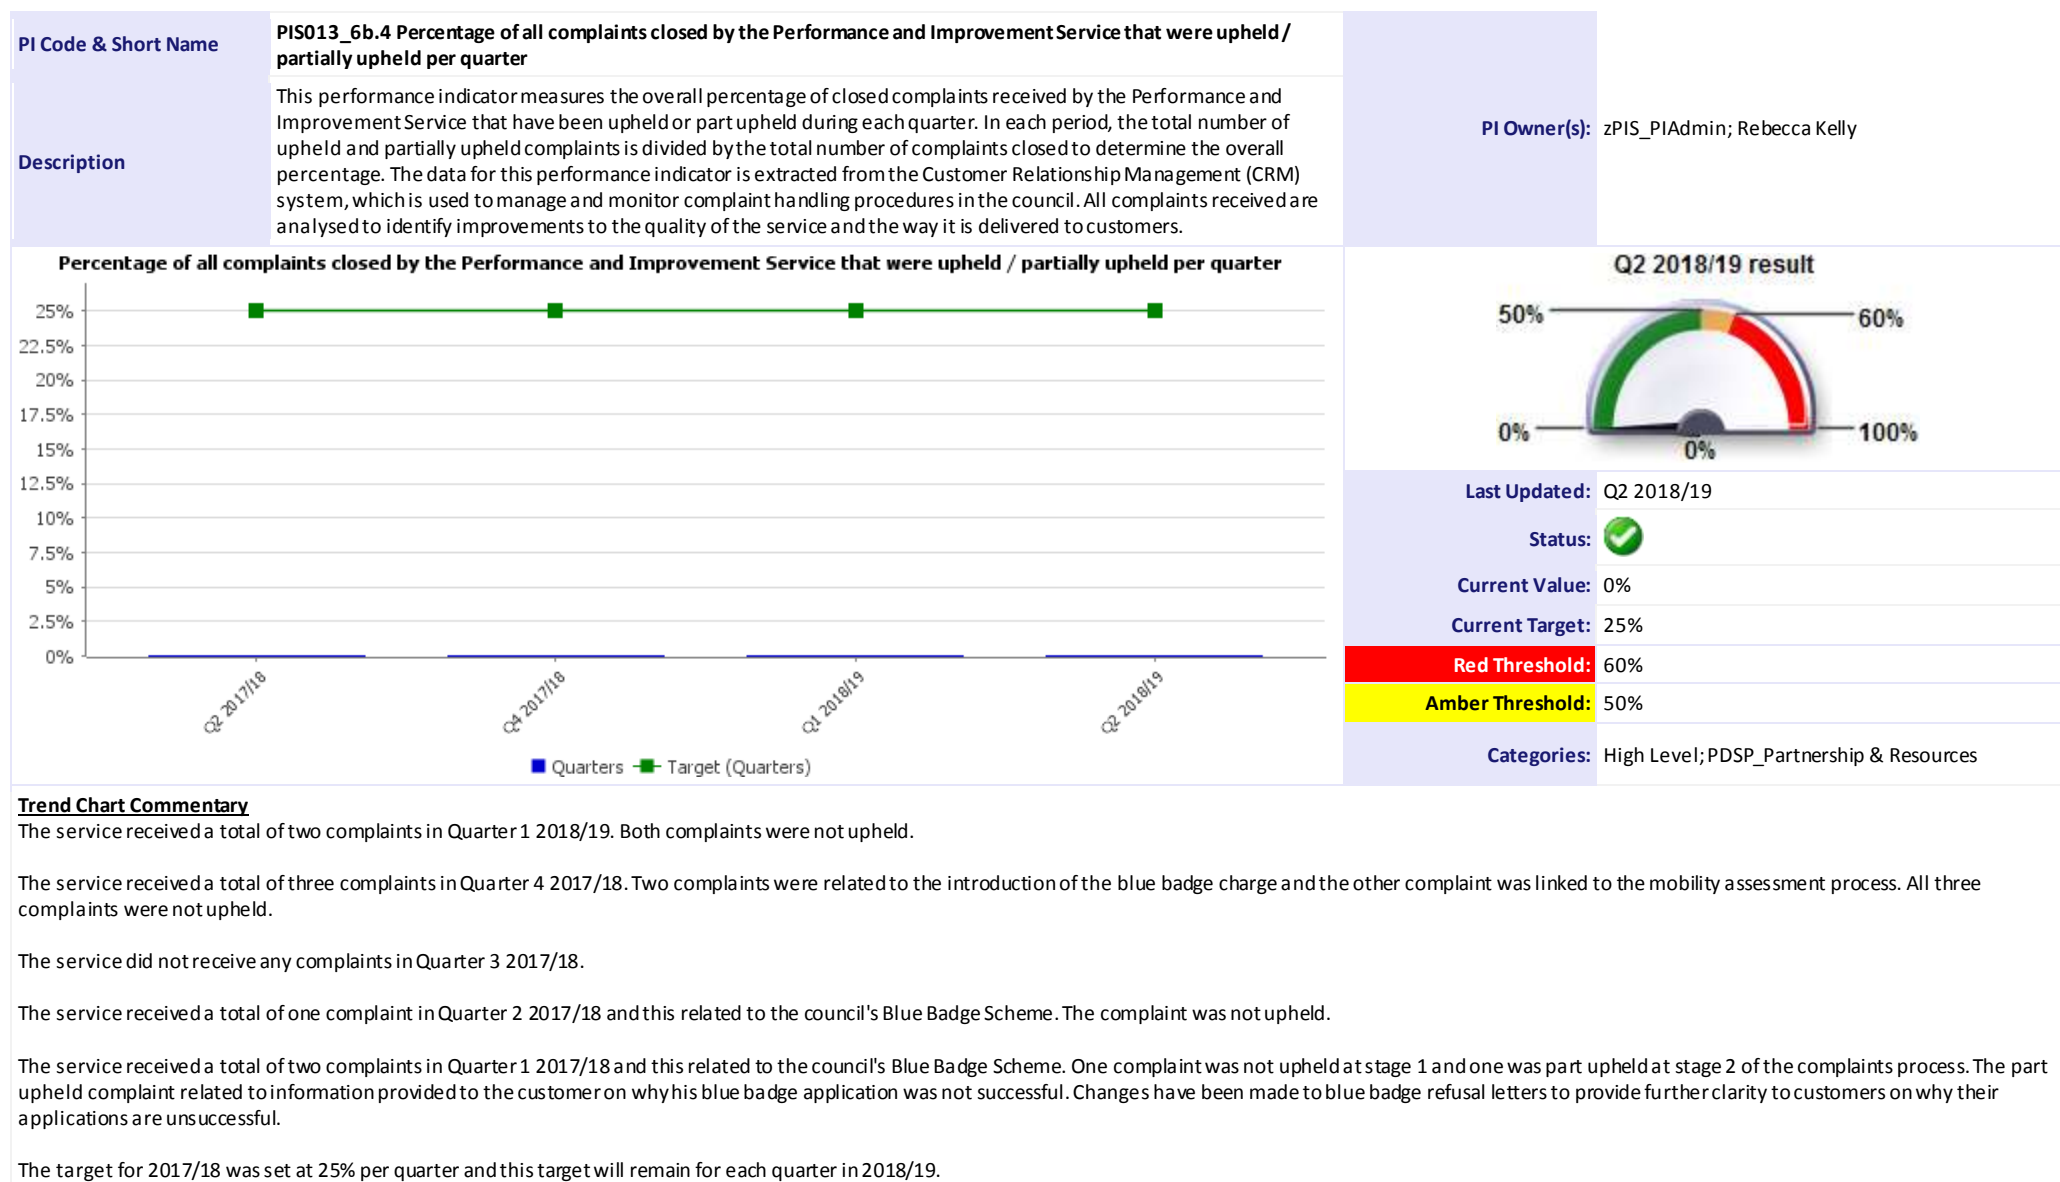 PI Code & Short Name
PIS013_6b.4 Percentage of all complaints closed by the Performance and Improvement Service that were upheld /
partially upheld per quarter
Description
This performance indicator measures the overall percentage of closed complaints received by the Performance and
Improvement Service that have been upheld or part upheld during each quarter. In each period, the total number of
upheld and partially upheld complaints is divided by the total number of complaints closed to determine the overall
percentage. The data for this performance indicator is extracted from the Customer Relationship Management (CRM)
system, which is used to manage and monitor complaint handling procedures in the council. All complaints received are
analysed to identify improvements to the quality of the service and the way it is delivered to customers.
PI Owner(s): zPIS_PIAdmin; Rebecca Kelly
Percentage of all complaints closed by the Performance and Improvement Service that were upheld / partially upheld per quarter
25%
22.5%
20%
17.5%
15%
12.5%
10%
7.5%
5%
2.5%
0%
Q2 2017/18
Q4 2017/18
Q1 2018/19
Q2 2018/19
Quarters
Target (Quarters)
Q2 2018/19 result
50%
60%
0%
100%
0%
Last Updated: Q2 2018/19
Status:
Current Value: 0%
Current Target: 25%
Red Threshold: 60%
Amber Threshold: 50%
Categories: High Level; PDSP_Partnership & Resources
Trend Chart Commentary
The service received a total of two complaints in Quarter 1 2018/19. Both complaints were not upheld.
The service received a total of three complaints in Quarter 4 2017/18. Two complaints were related to the introduction of the blue badge charge and the other complaint was linked to the mobility assessment process. All three
complaints were not upheld.
The service did not receive any complaints in Quarter 3 2017/18.
The service received a total of one complaint in Quarter 2 2017/18 and this related to the council's Blue Badge Scheme. The complaint was not upheld.
The service received a total of two complaints in Quarter 1 2017/18 and this related to the council's Blue Badge Scheme. One complaint was not upheld at stage 1 and one was part upheld at stage 2 of the complaints process. The part
upheld complaint related to information provided to the customer on why his blue badge application was not successful. Changes have been made to blue badge refusal letters to provide further clarity to customers on why their
applications are unsuccessful.
The target for 2017/18 was set at 25% per quarter and this target will remain for each quarter in 2018/19.